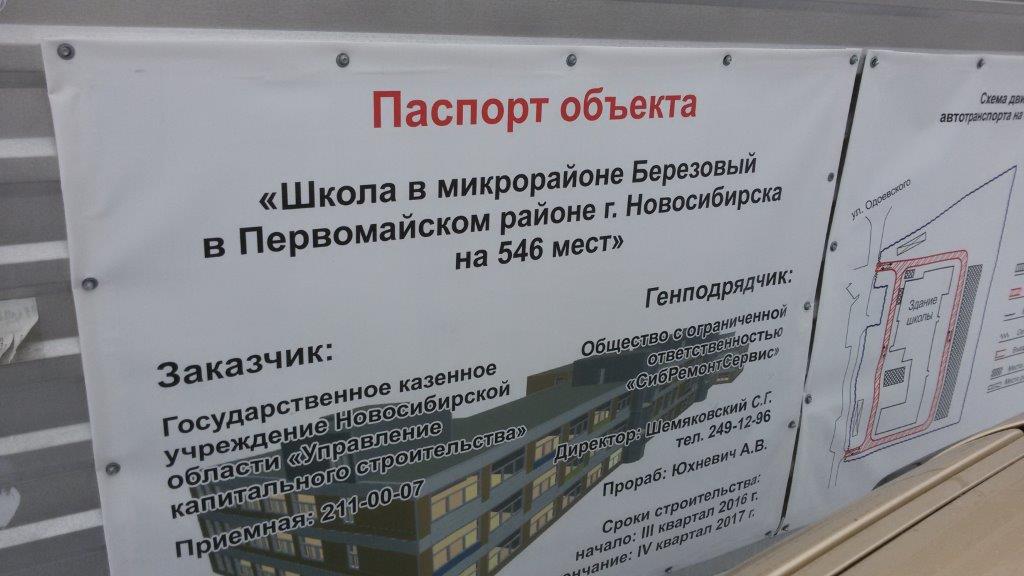 Паспорт объекта
«Школа в микрорайоне Березовый
в Первомайском районе г. Новосибирска
на 546 мест»
Заказчик:
Государственное казенное
учреждение Новосибирской
области «Управление
капитального строительства»
Приемная: 211-00-07
Генподрядчик:
Общество с ограниченной
ответственностью
«СибРемонтСервис»
Директор: Шемяковский С.Г.
тел. 249-12-96
Прораб: Юхневич А.В.
Сроки строительства:
начало: III квартал 2016 г.
IV квартал 2017 г.
Схема
автотранспорта на
ул. Одоевского
Здание
школы